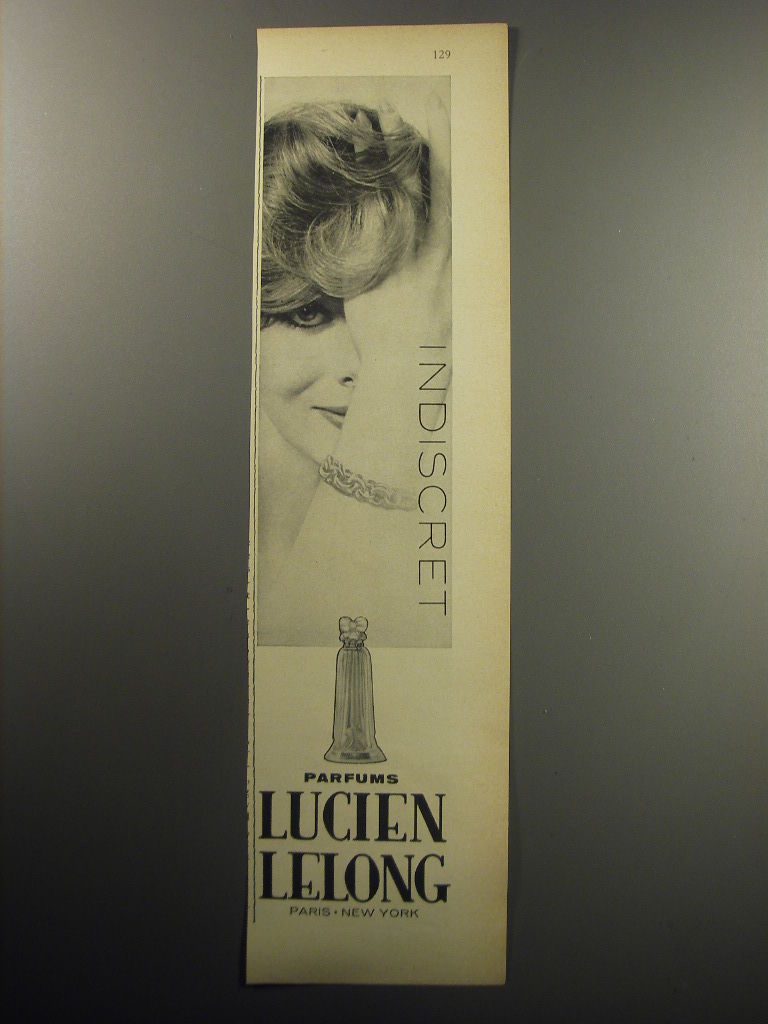 129
INDISCRET
PARFUMS
LUCIEN
LELONG
PARIS • NEW YORK